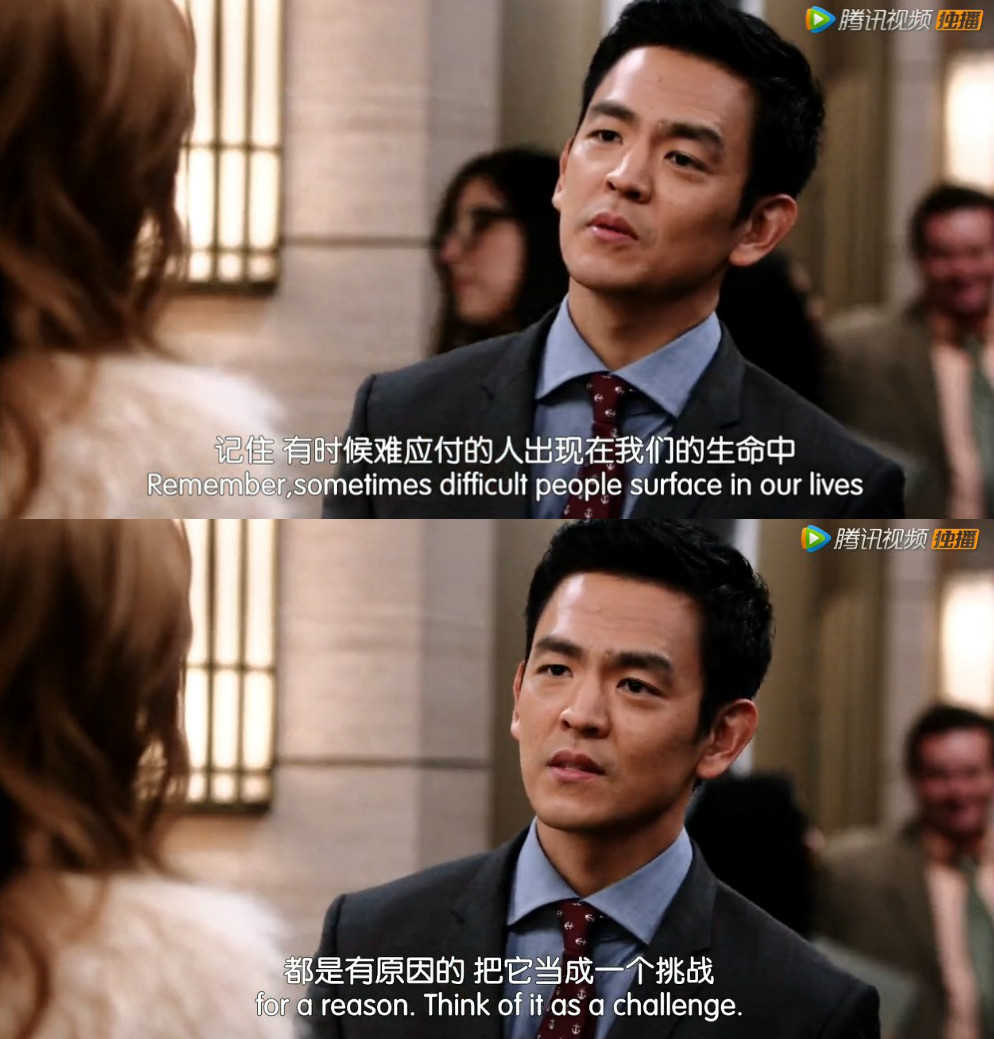 腾讯视频 独播
记住 有时候难应付的人出现在我们的生命中
Remember,sometimes difficult people surface in our lives
腾讯视频 独播
都是有原因的 把它当成一个挑战
for a reason. Think of it as a challenge.